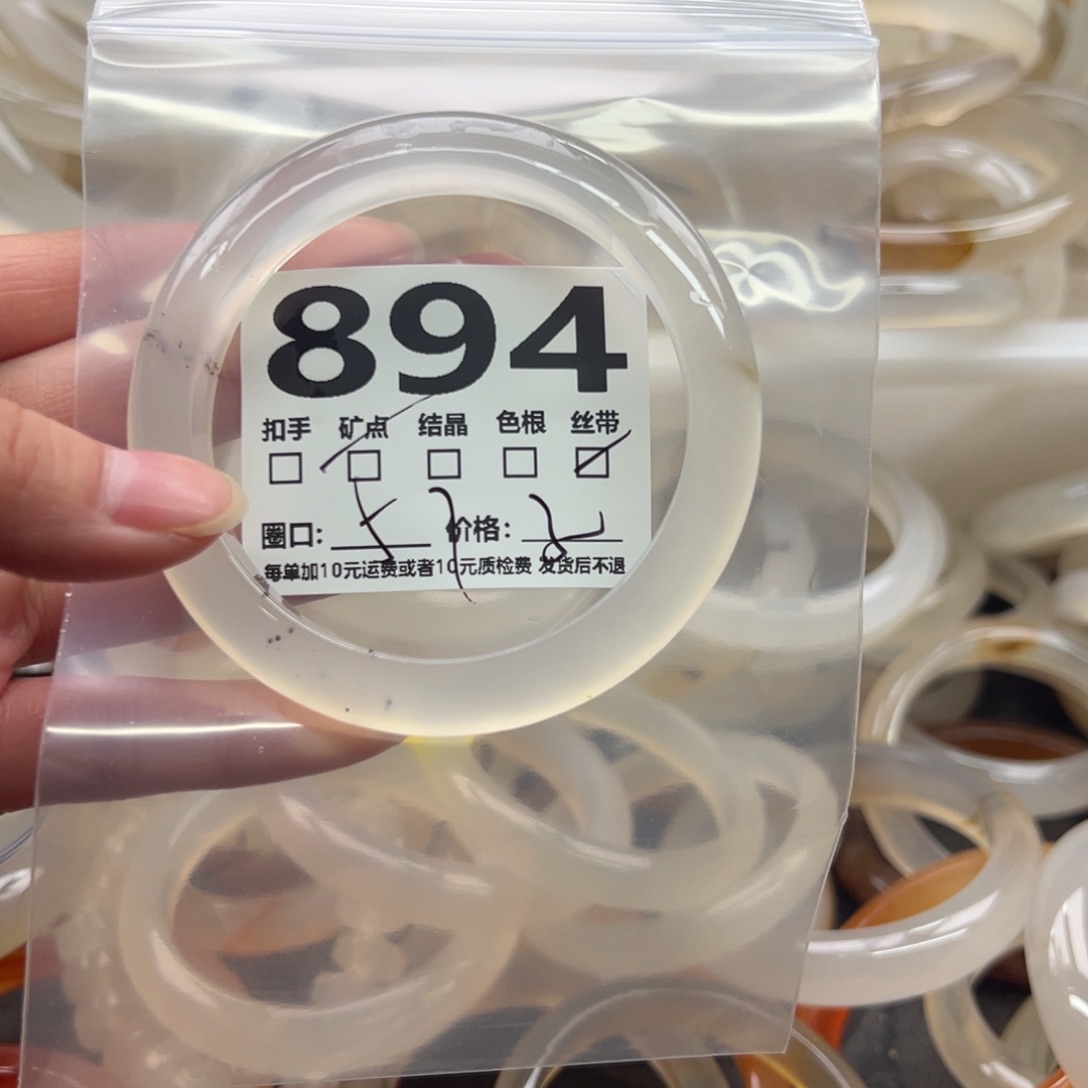 894
扣手 矿点 结晶 色根 丝带
圈口: 价格:
每单加10元运费或者10元质检费 发货后不退